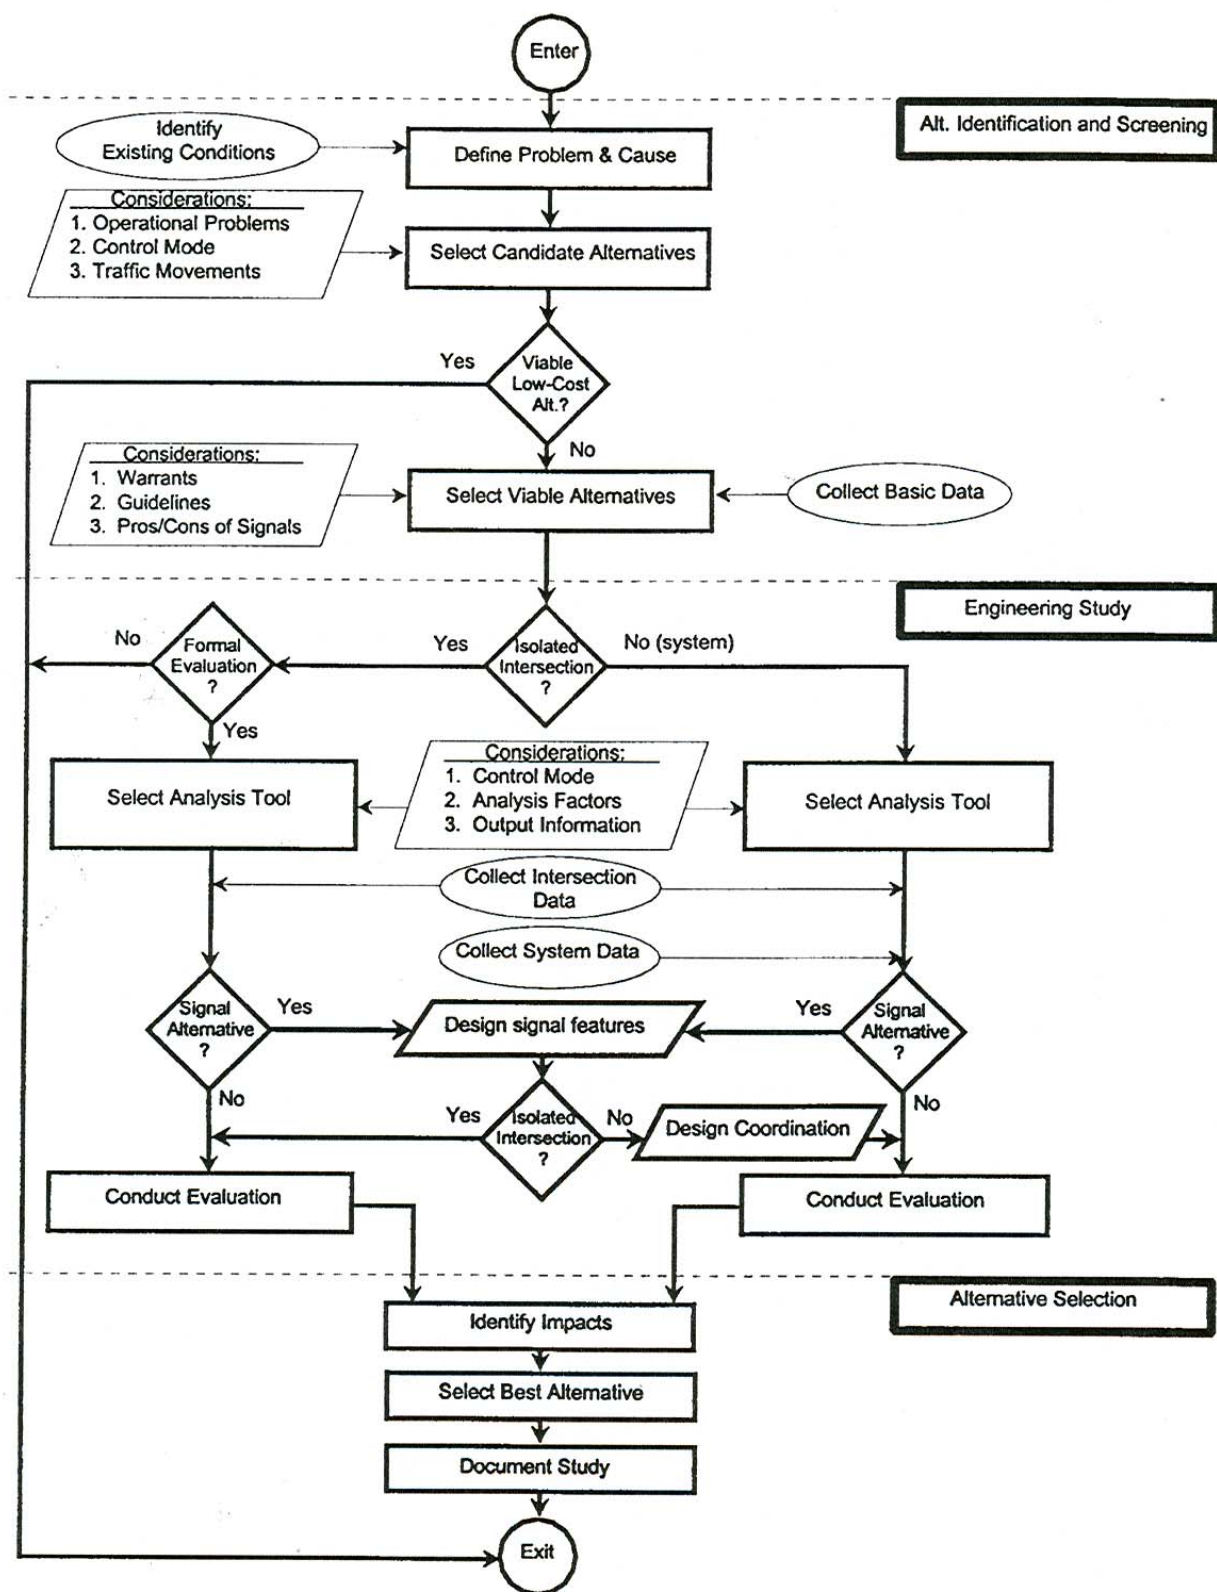 Enter
Alt. Identification and Screening
Identify
Existing Conditions
Define Problem & Cause
Considerations:
1. Operational Problems
2. Control Mode
3. Traffic Movements
Select Candidate Alternatives
Yes
Viable
Low-Cost
Alt.?
No
Considerations:
1. Warrants
2. Guidelines
3. Pros/Cons of Signals
Select Viable Alternatives
Collect Basic Data
Engineering Study
No
Formal
Evaluation
?
Yes
Isolated
Intersection
?
No (system)
Yes
Select Analysis Tool
Considerations:
1. Control Mode
2. Analysis Factors
3. Output Information
Select Analysis Tool
Collect Intersection
Data
Collect System Data
Signal
Alternative
?
Yes
Design signal features
Yes
Signal
Alternative
?
No
Yes
Isolated
Intersection
?
No
Design Coordination
No
Conduct Evaluation
Conduct Evaluation
Alternative Selection
Identify Impacts
Select Best Alternative
Document Study
Exit